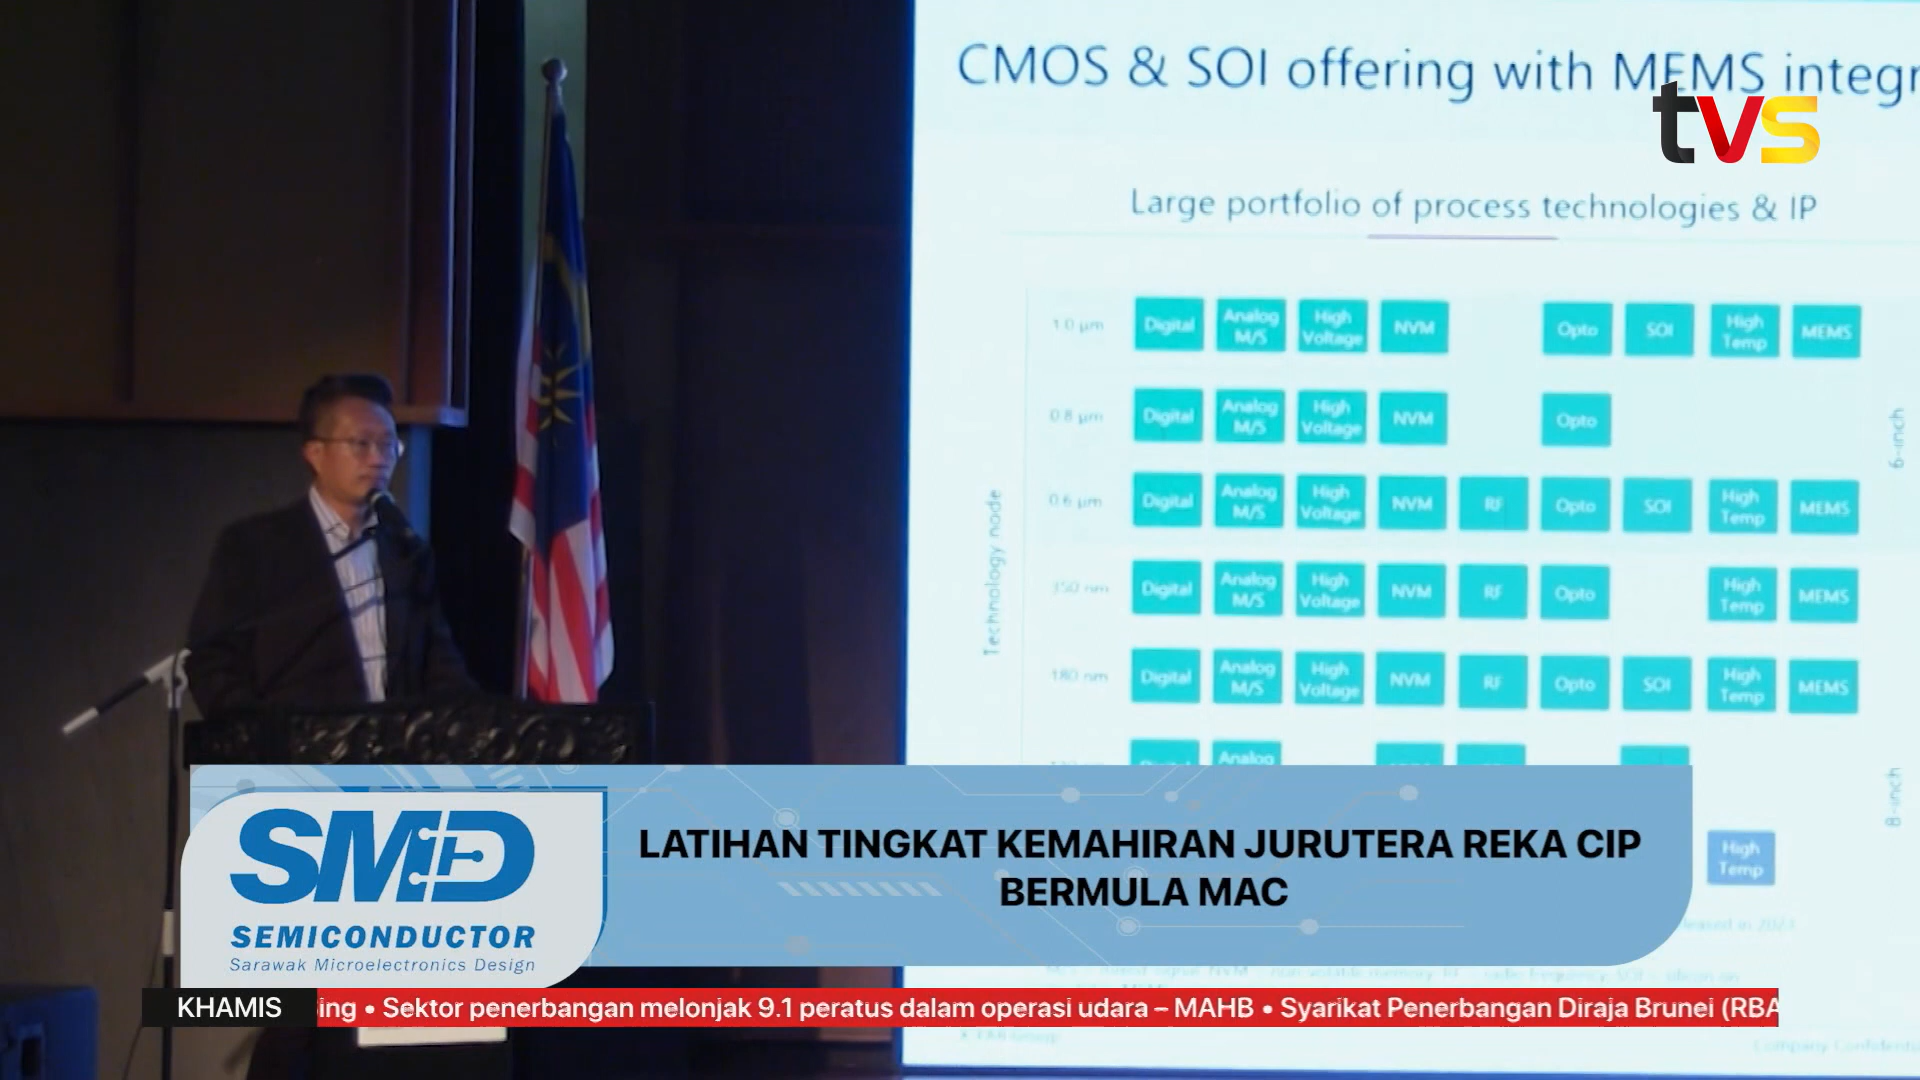 CMOS & SOI offering with MEMS integr
tvs
Large portfolio of process technologies & IP
Technology node
1.0 µm Digital Analog M/S High Voltage NVM Opto SOI High Temp MEMS
0.8 µm Digital Analog M/S High Voltage NVM Opto
6-inch
0.6 µm Digital Analog M/S High Voltage NVM RF Opto SOI High Temp MEMS
350 nm Digital Analog M/S High Voltage NVM RF Opto High Temp MEMS
180 nm Digital Analog M/S High Voltage NVM RF Opto SOI High Temp MEMS
Analog
8-inch
High Temp
SMD
SEMICONDUCTOR
Sarawak Microelectronics Design
LATIHAN TINGKAT KEMAHIRAN JURUTERA REKA CIP
BERMULA MAC
KHAMIS ing • Sektor penerbangan melonjak 9.1 peratus dalam operasi udara – MAHB • Syarikat Penerbangan Diraja Brunei (RBA